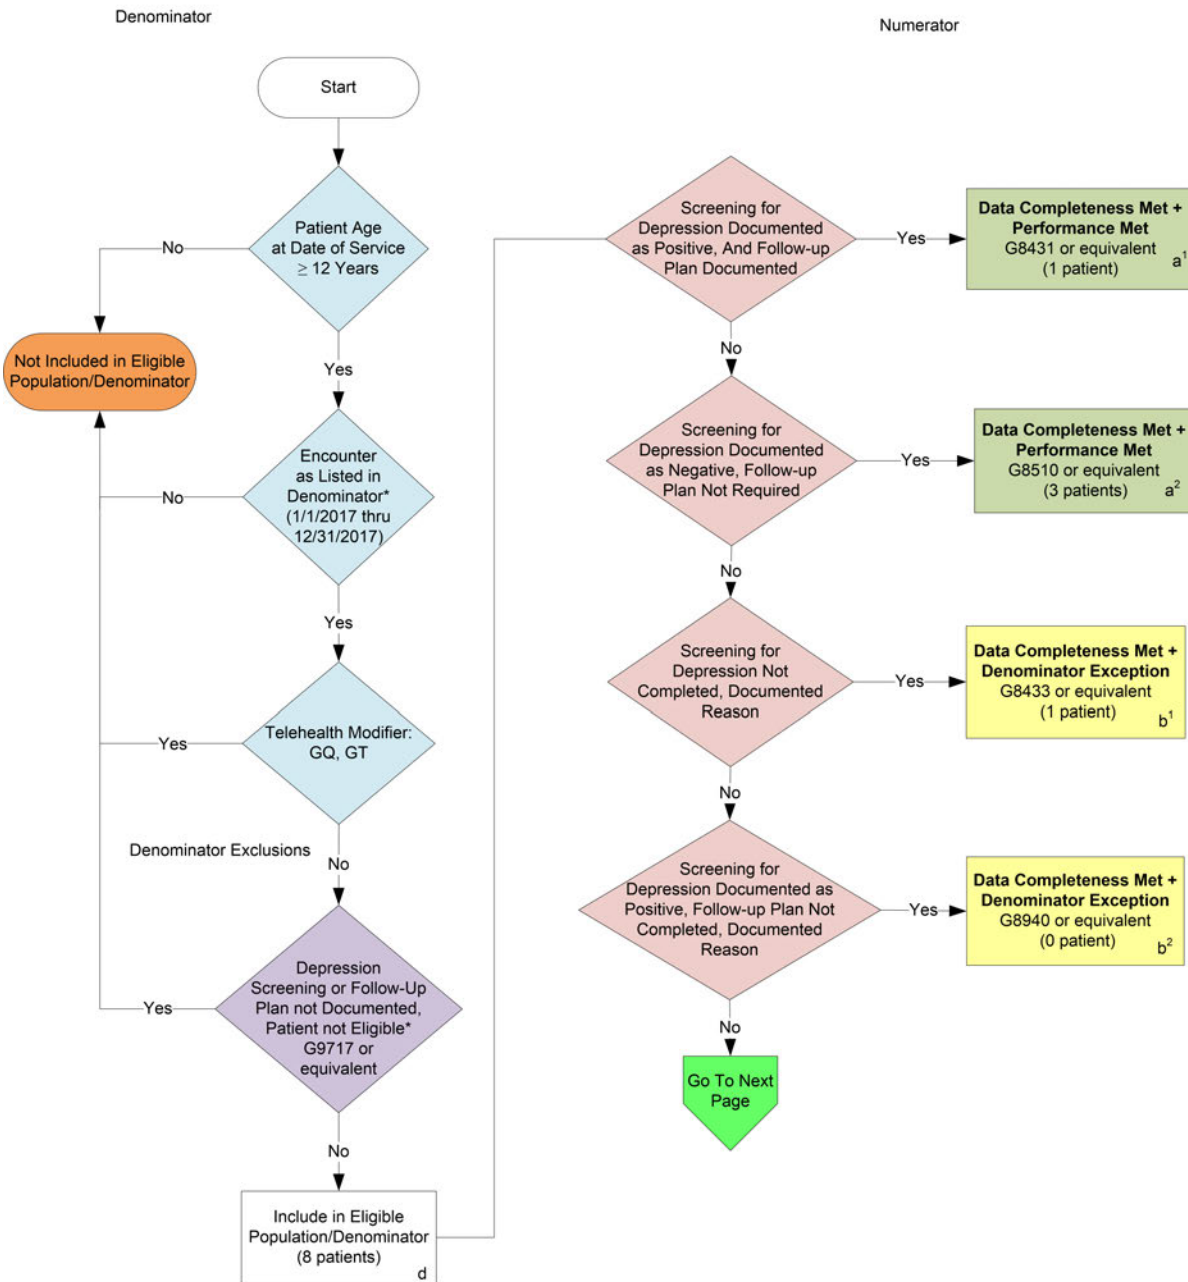 Denominator
Numerator
Start
Patient Age
at Date of Service
≥ 12 Years
No
Not Included in Eligible
Population/Denominator
Yes
Encounter
as Listed in
Denominator*
(1/1/2017 thru
12/31/2017)
No
Yes
Telehealth Modifier:
GQ, GT
Yes
Denominator Exclusions
No
Depression
Screening or Follow-Up
Plan not Documented,
Patient not Eligible*
G9717 or
equivalent
Yes
No
Include in Eligible
Population/Denominator
(8 patients)
d
Screening for
Depression Documented
as Positive, And Follow-up
Plan Documented
Yes
Data Completeness Met +
Performance Met
G8431 or equivalent
(1 patient)
a¹
No
Screening for
Depression Documented
as Negative, Follow-up
Plan Not Required
Yes
Data Completeness Met +
Performance Met
G8510 or equivalent
(3 patients)
a²
No
Screening for
Depression Not
Completed, Documented
Reason
Yes
Data Completeness Met +
Denominator Exception
G8433 or equivalent
(1 patient)
b¹
No
Screening for
Depression Documented as
Positive, Follow-up Plan Not
Completed, Documented
Reason
Yes
Data Completeness Met +
Denominator Exception
G8940 or equivalent
(0 patient)
b²
No
Go To Next
Page